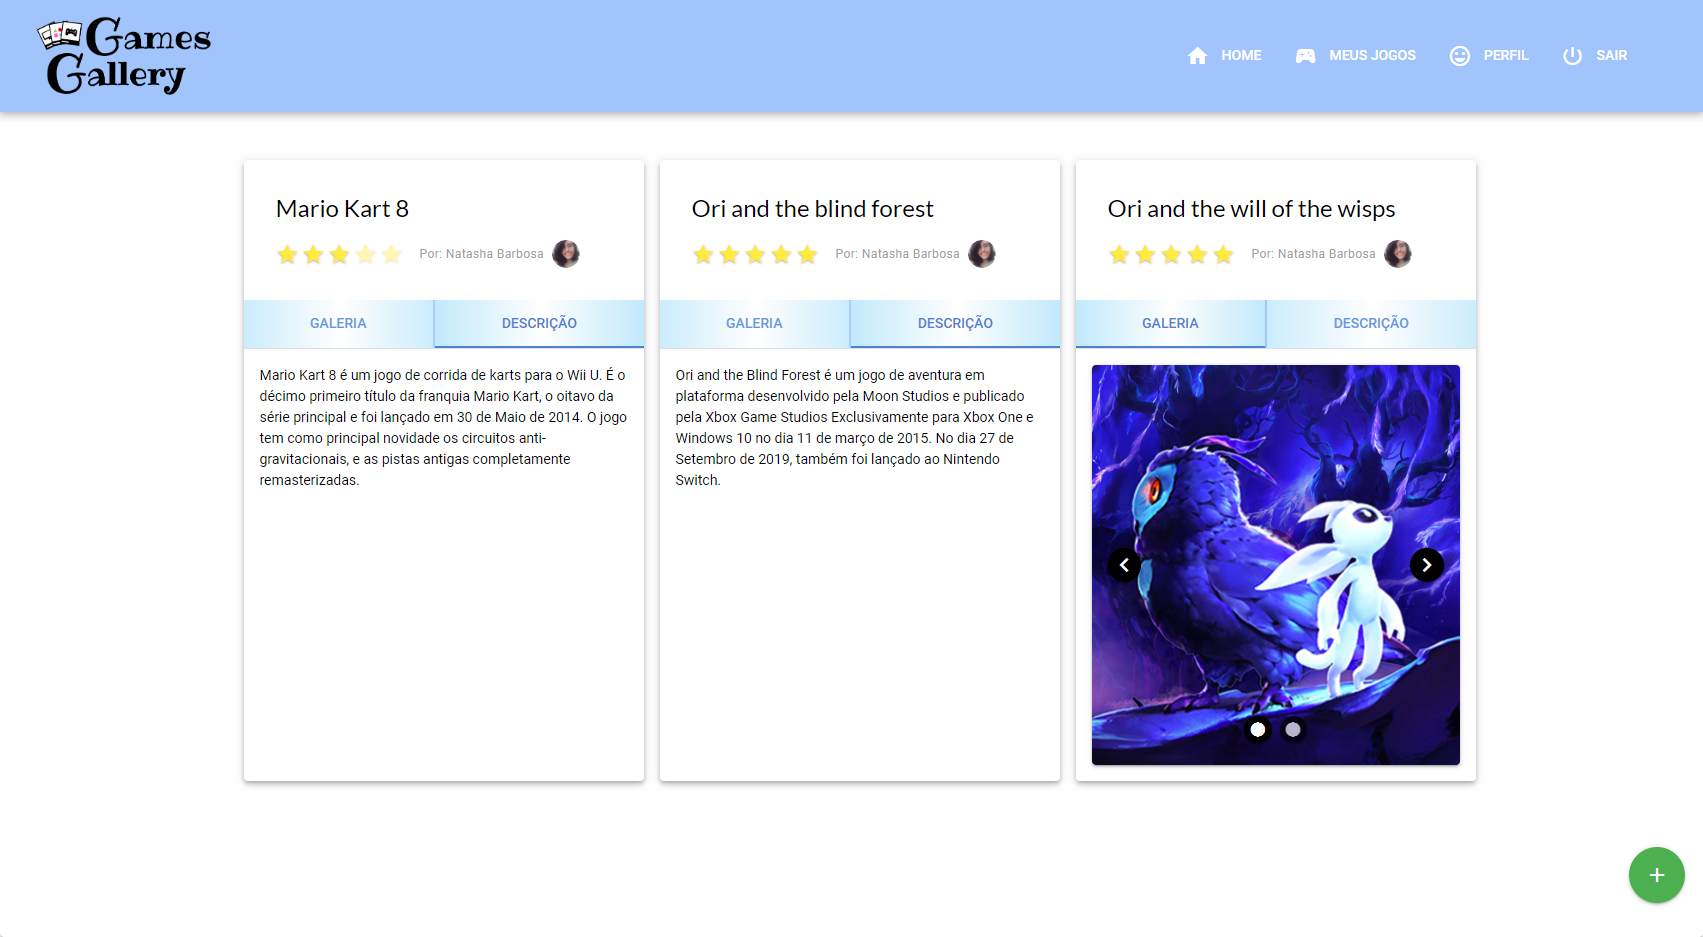 Games
Gallery
HOME
MEUS JOGOS
PERFIL
SAIR
Mario Kart 8
Por: Natasha Barbosa
GALERIA
DESCRIÇÃO
Mario Kart 8 é um jogo de corrida de karts para o Wii U. É o
décimo primeiro título da franquia Mario Kart, o oitavo da
série principal e foi lançado em 30 de Maio de 2014. O jogo
tem como principal novidade os circuitos anti-
gravitacionais, e as pistas antigas completamente
remasterizadas.
Ori and the blind forest
Por: Natasha Barbosa
GALERIA
DESCRIÇÃO
Ori and the Blind Forest é um jogo de aventura em
plataforma desenvolvido pela Moon Studios e publicado
pela Xbox Game Studios Exclusivamente para Xbox One e
Windows 10 no dia 11 de março de 2015. No dia 27 de
Setembro de 2019, também foi lançado ao Nintendo
Switch.
Ori and the will of the wisps
Por: Natasha Barbosa
GALERIA
DESCRIÇÃO